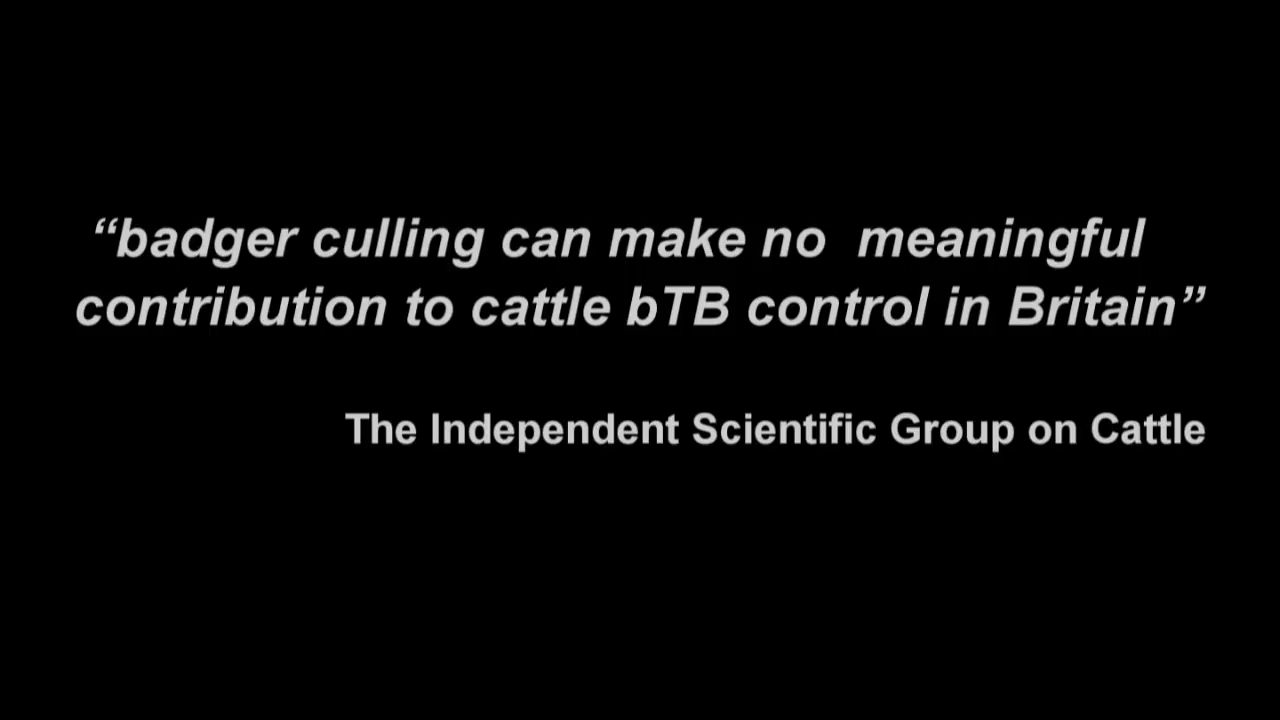 “badger culling can make no  meaningful
contribution to cattle bTB control in Britain”
The Independent Scientific Group on Cattle